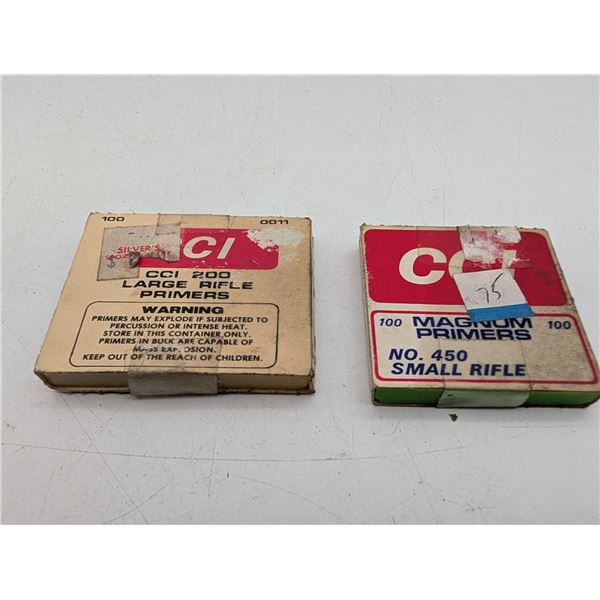 100 0011
SILVER'S
$
CCI
CCI 200
LARGE RIFLE
PRIMERS
WARNING
PRIMERS MAY EXPLODE IF SUBJECTED TO
PERCUSSION OR INTENSE HEAT.
STORE IN THIS CONTAINER ONLY.
PRIMERS IN BULK ARE CAPABLE OF
MASS EXPLOSION.
KEEP OUT OF THE REACH OF CHILDREN.
CCI
75
100 MAGNUM 100
PRIMERS
NO. 450
SMALL RIFLE